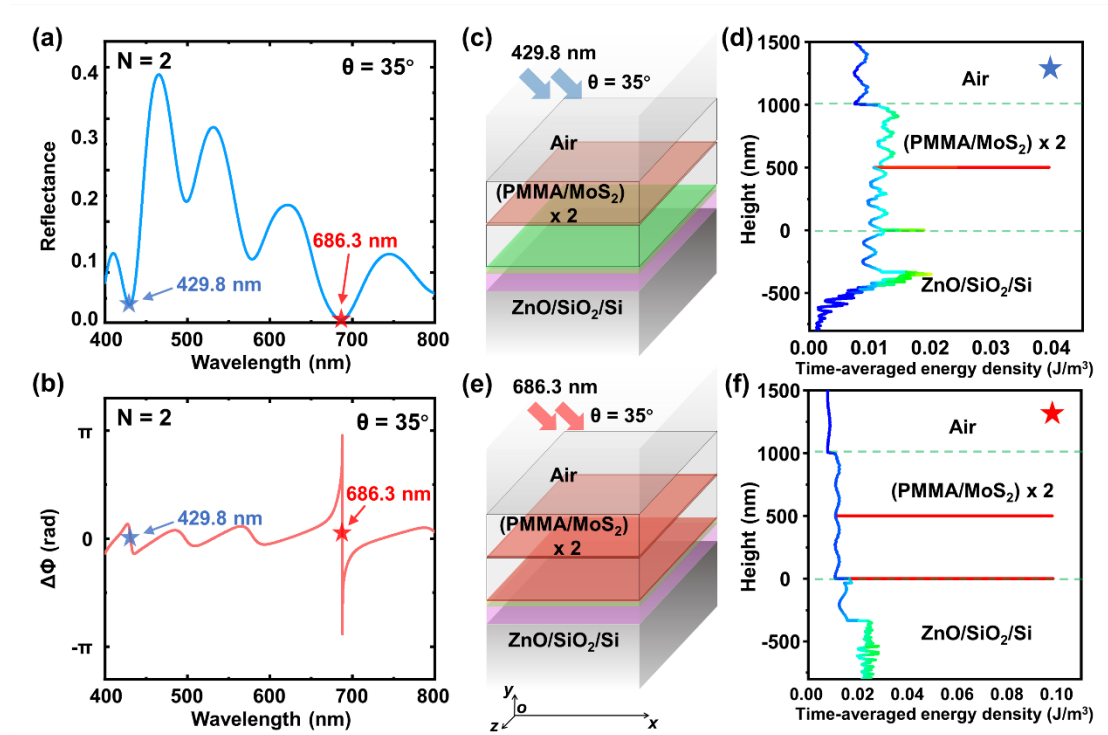 (a)
N = 2
θ = 35°
0.4
0.3
0.2
0.1
0.0
Reflectance
686.3 nm
429.8 nm
400 500 600 700 800
Wavelength (nm)
(b)
N = 2
θ = 35°
π
0
-π
ΔΦ (rad)
429.8 nm
686.3 nm
400 500 600 700 800
Wavelength (nm)
(c)
429.8 nm
θ = 35°
Air
(PMMA/MoS₂)
x 2
ZnO/SiO₂/Si
(d)
1500
1000
500
0
-500
Height (nm)
Air
(PMMA/MoS₂) x 2
ZnO/SiO₂/Si
0.00 0.01 0.02 0.03 0.04
Time-averaged energy density (J/m³)
(e)
686.3 nm
θ = 35°
Air
(PMMA/MoS₂)
x 2
ZnO/SiO₂/Si
y
o
z
x
(f)
1500
1000
500
0
-500
Height (nm)
Air
(PMMA/MoS₂) x 2
ZnO/SiO₂/Si
0.00 0.02 0.04 0.06 0.08 0.10
Time-averaged energy density (J/m³)